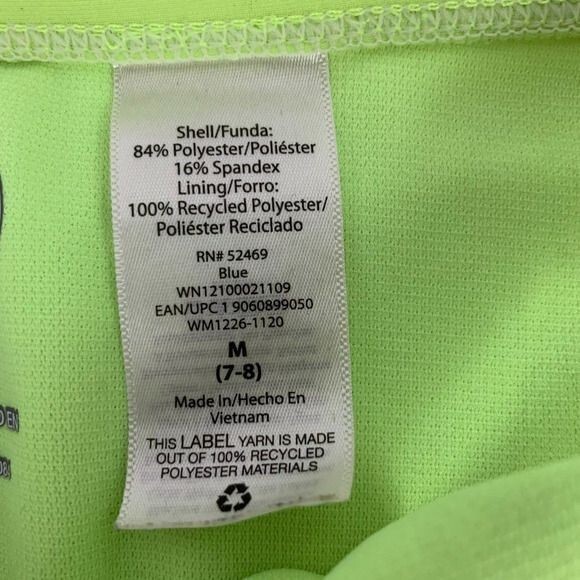 Shell/Funda:
84% Polyester/Poliéster
16% Spandex
Lining/Forro:
100% Recycled Polyester/
Poliéster Reciclado
RN# 52469
Blue
WN12100021109
EAN/UPC 1 9060899050
WM1226-1120
M
(7-8)
Made In/Hecho En
Vietnam
THIS LABEL YARN IS MADE
OUT OF 100% RECYCLED
POLYESTER MATERIALS
EN